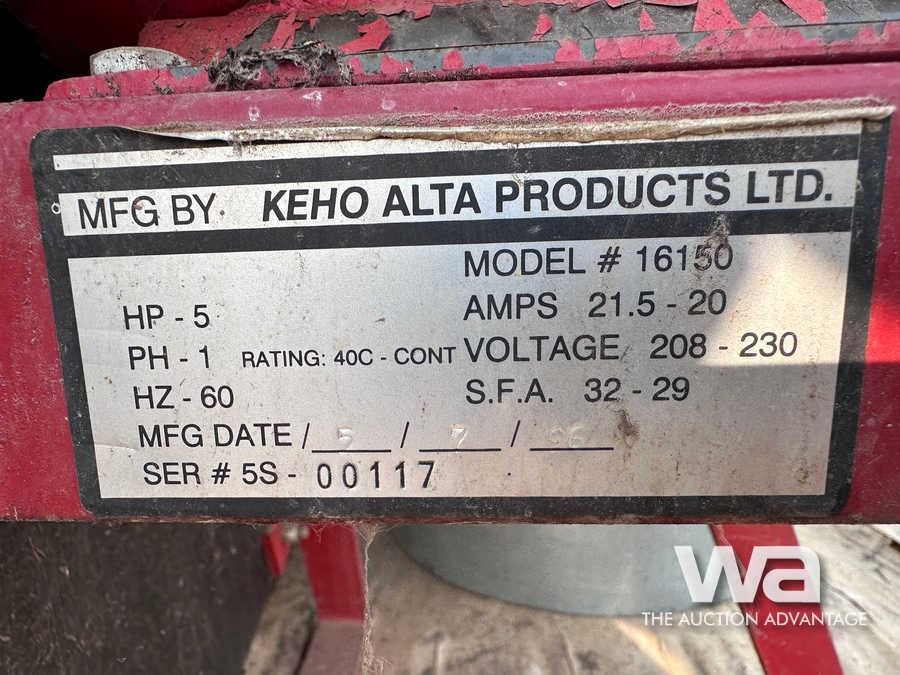 MFG BY KEHO ALTA PRODUCTS LTD.
MODEL # 16150
HP - 5 AMPS 21.5 - 20
PH - 1 RATING: 40C - CONT VOLTAGE 208 - 230
HZ - 60 S.F.A. 32 - 29
MFG DATE / 5 / 7 /
SER # 5S - 00117
wa
THE AUCTION ADVANTAGE